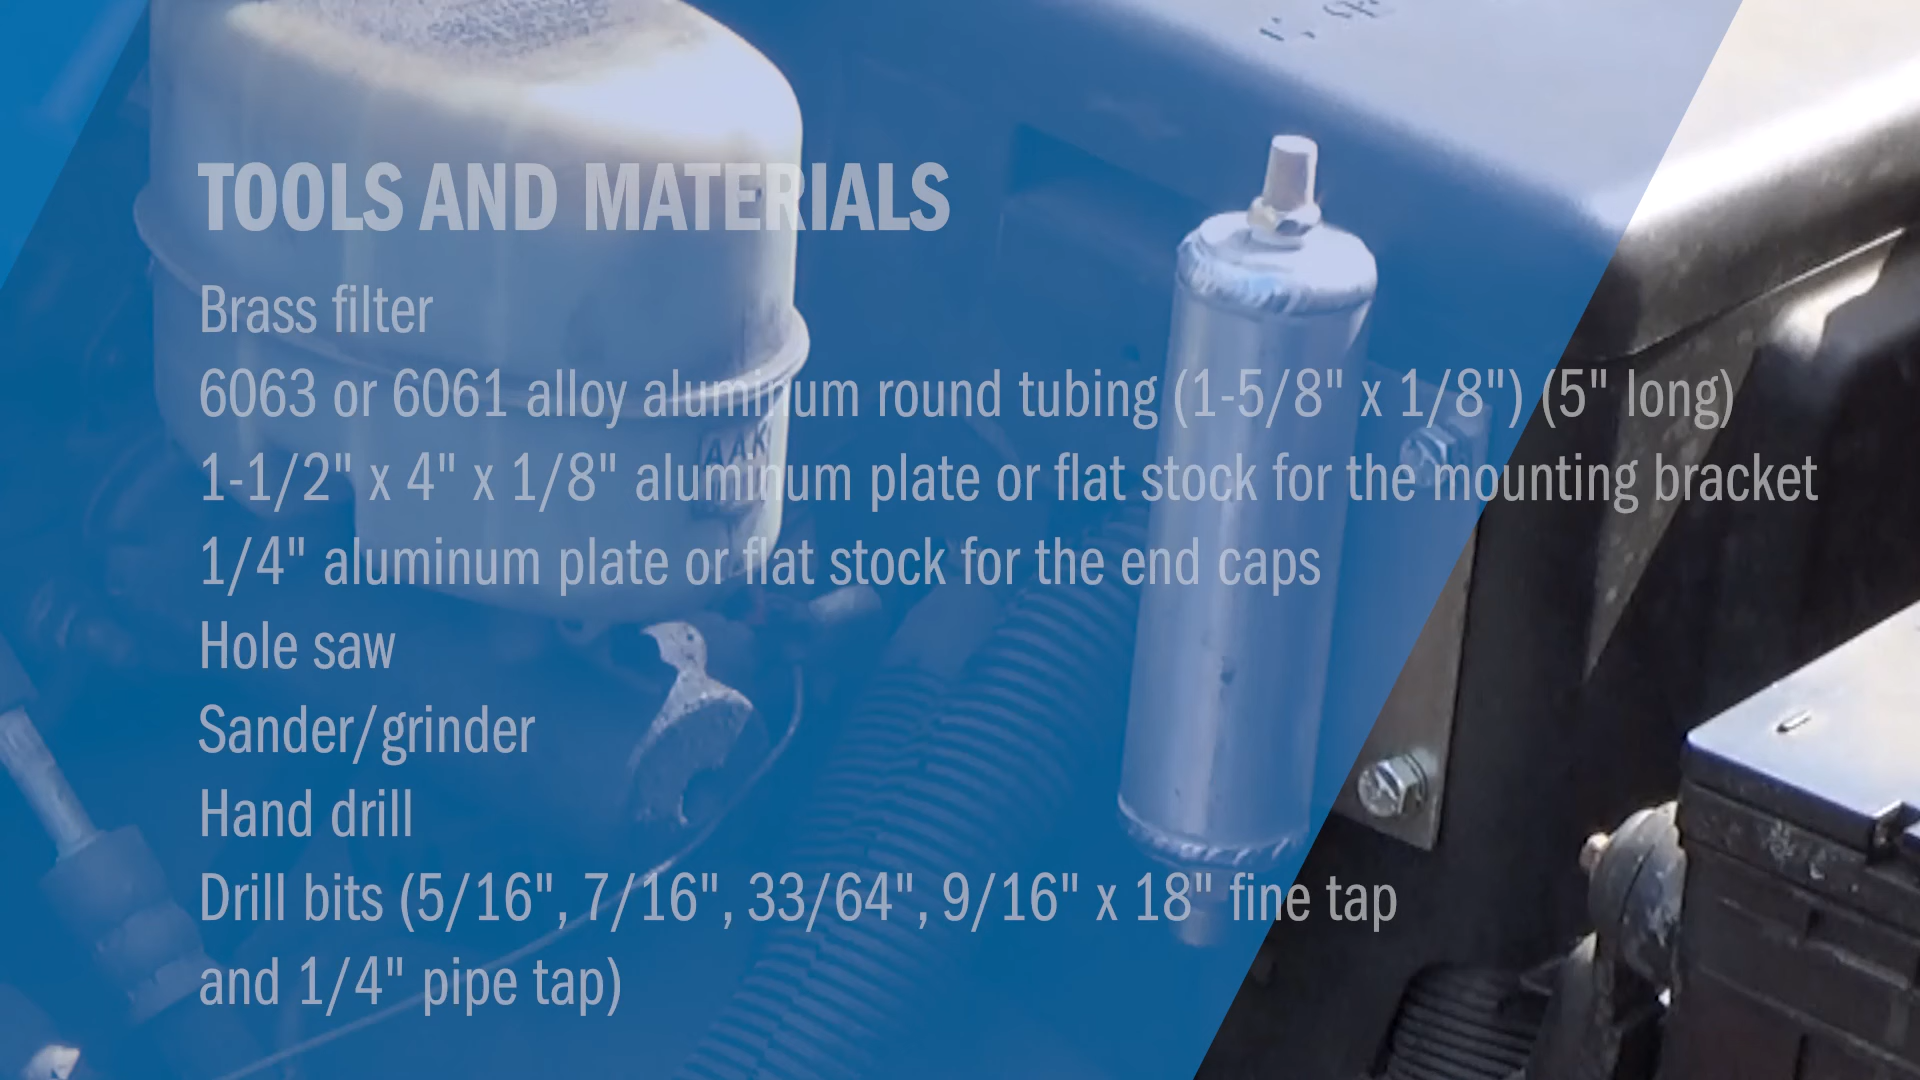 TOOLS AND MATERIALS
Brass filter
6063 or 6061 alloy aluminum round tubing (1-5/8" x 1/8") (5" long)
1-1/2" x 4" x 1/8" aluminum plate or flat stock for the mounting bracket
1/4" aluminum plate or flat stock for the end caps
Hole saw
Sander/grinder
Hand drill
Drill bits (5/16", 7/16", 33/64", 9/16" x 18" fine tap
and 1/4" pipe tap)